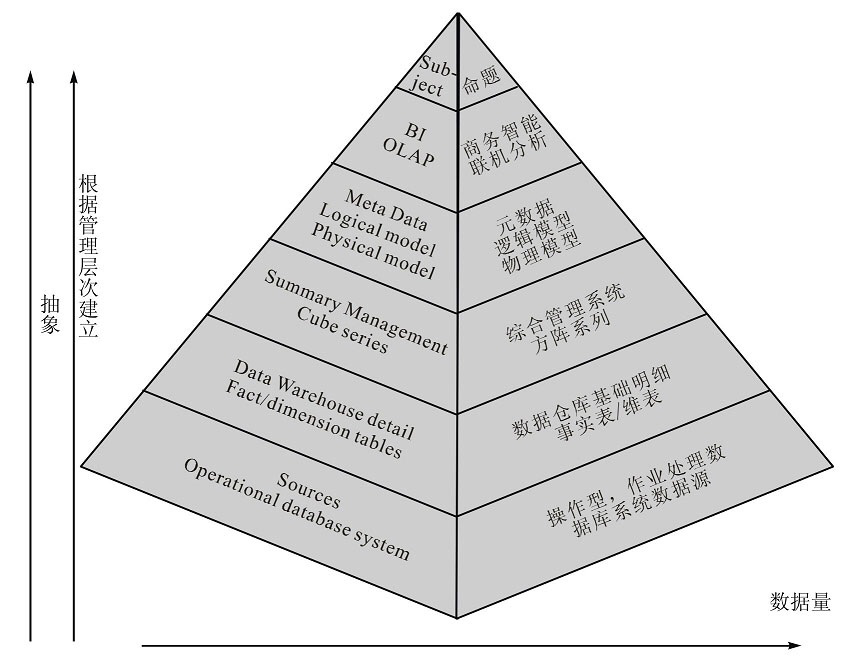 Sub-
ject
命题
BI
OLAP
商务智能
联机分析
Meta Data
Logical model
Physical model
元数据
逻辑模型
物理模型
Summary Management
Cube series
综合管理系统
方阵系列
Data Warehouse detail
Fact/dimension tables
数据仓库基础明细
事实表/维表
Sources
Operational database system
操作型，作业处理数
据库系统数据源
抽象
根据管理层次建立
数据量